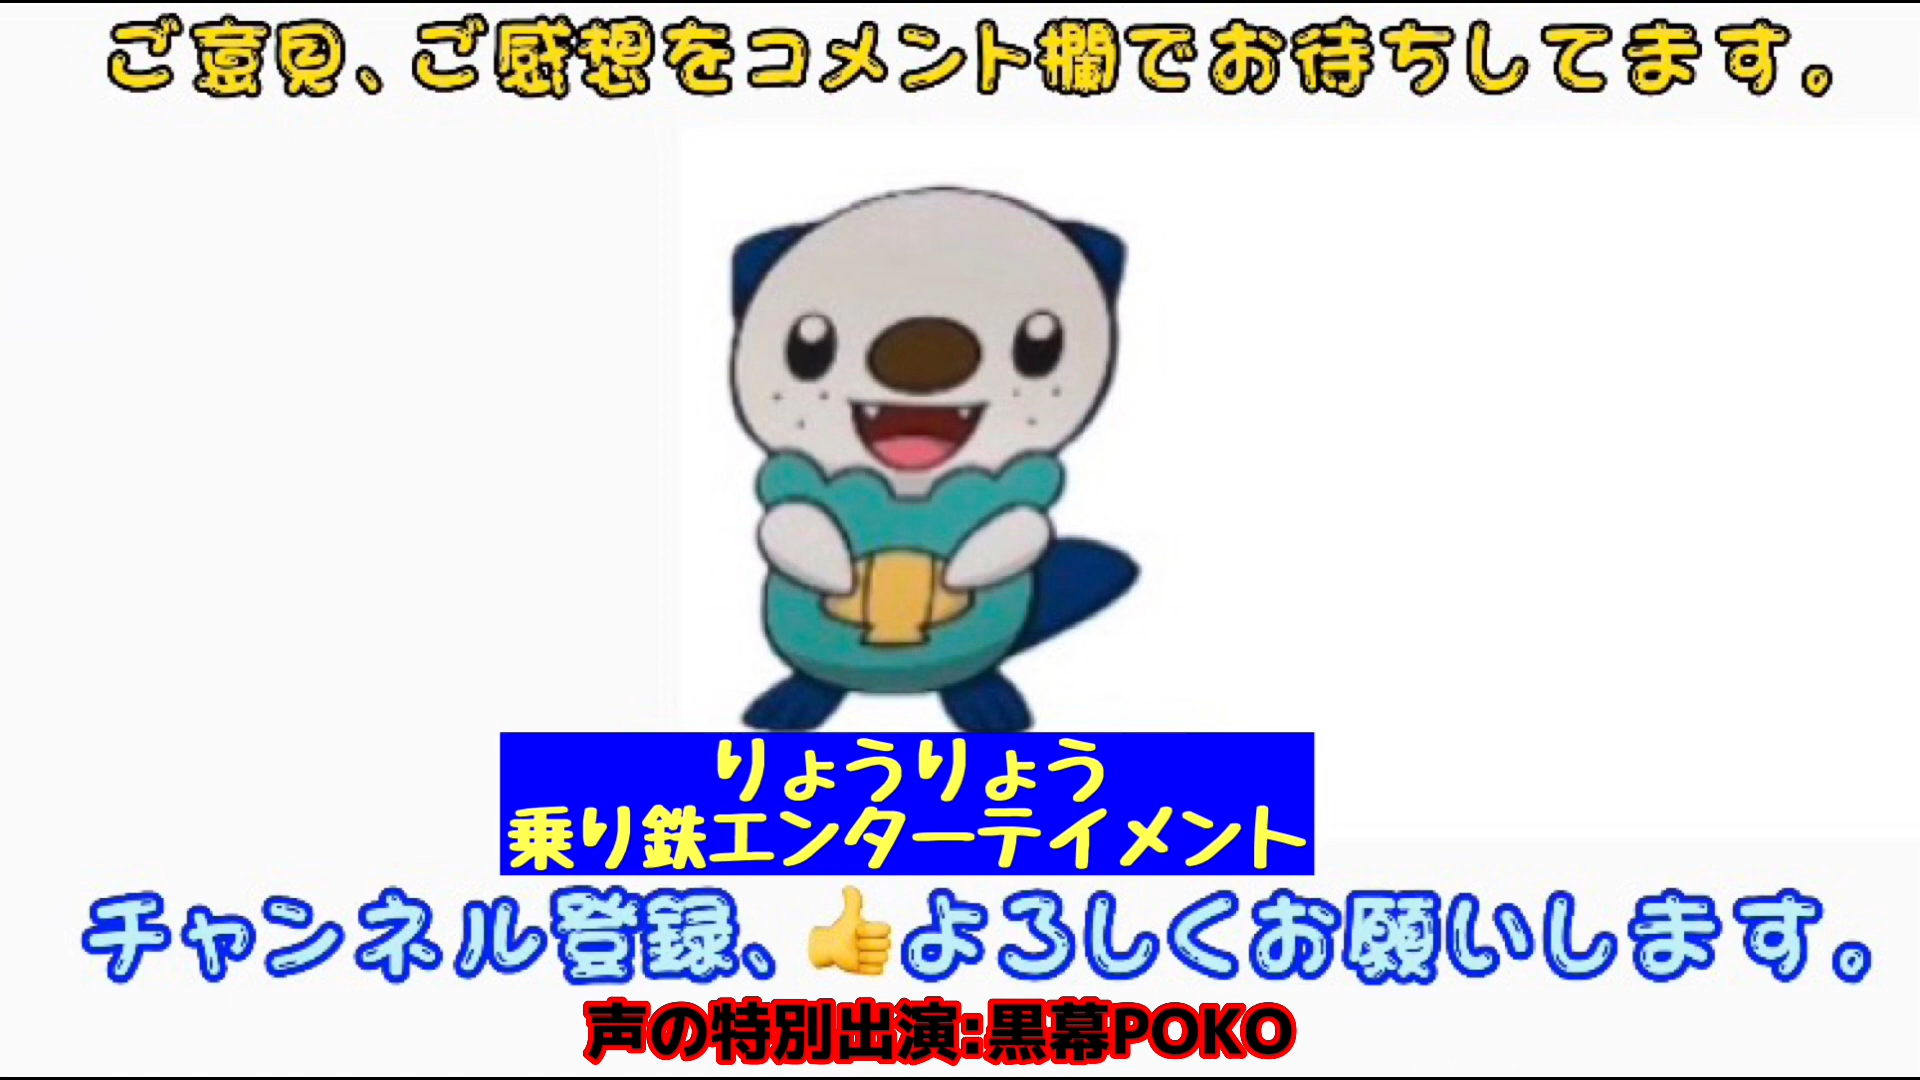 ご意見、ご感想をコメント欄でお待ちしてます。
りょうりょう
乗り鉄エンターテイメント
チャンネル登録、👍よろしくお願いします。
声の特別出演:黒幕POKO